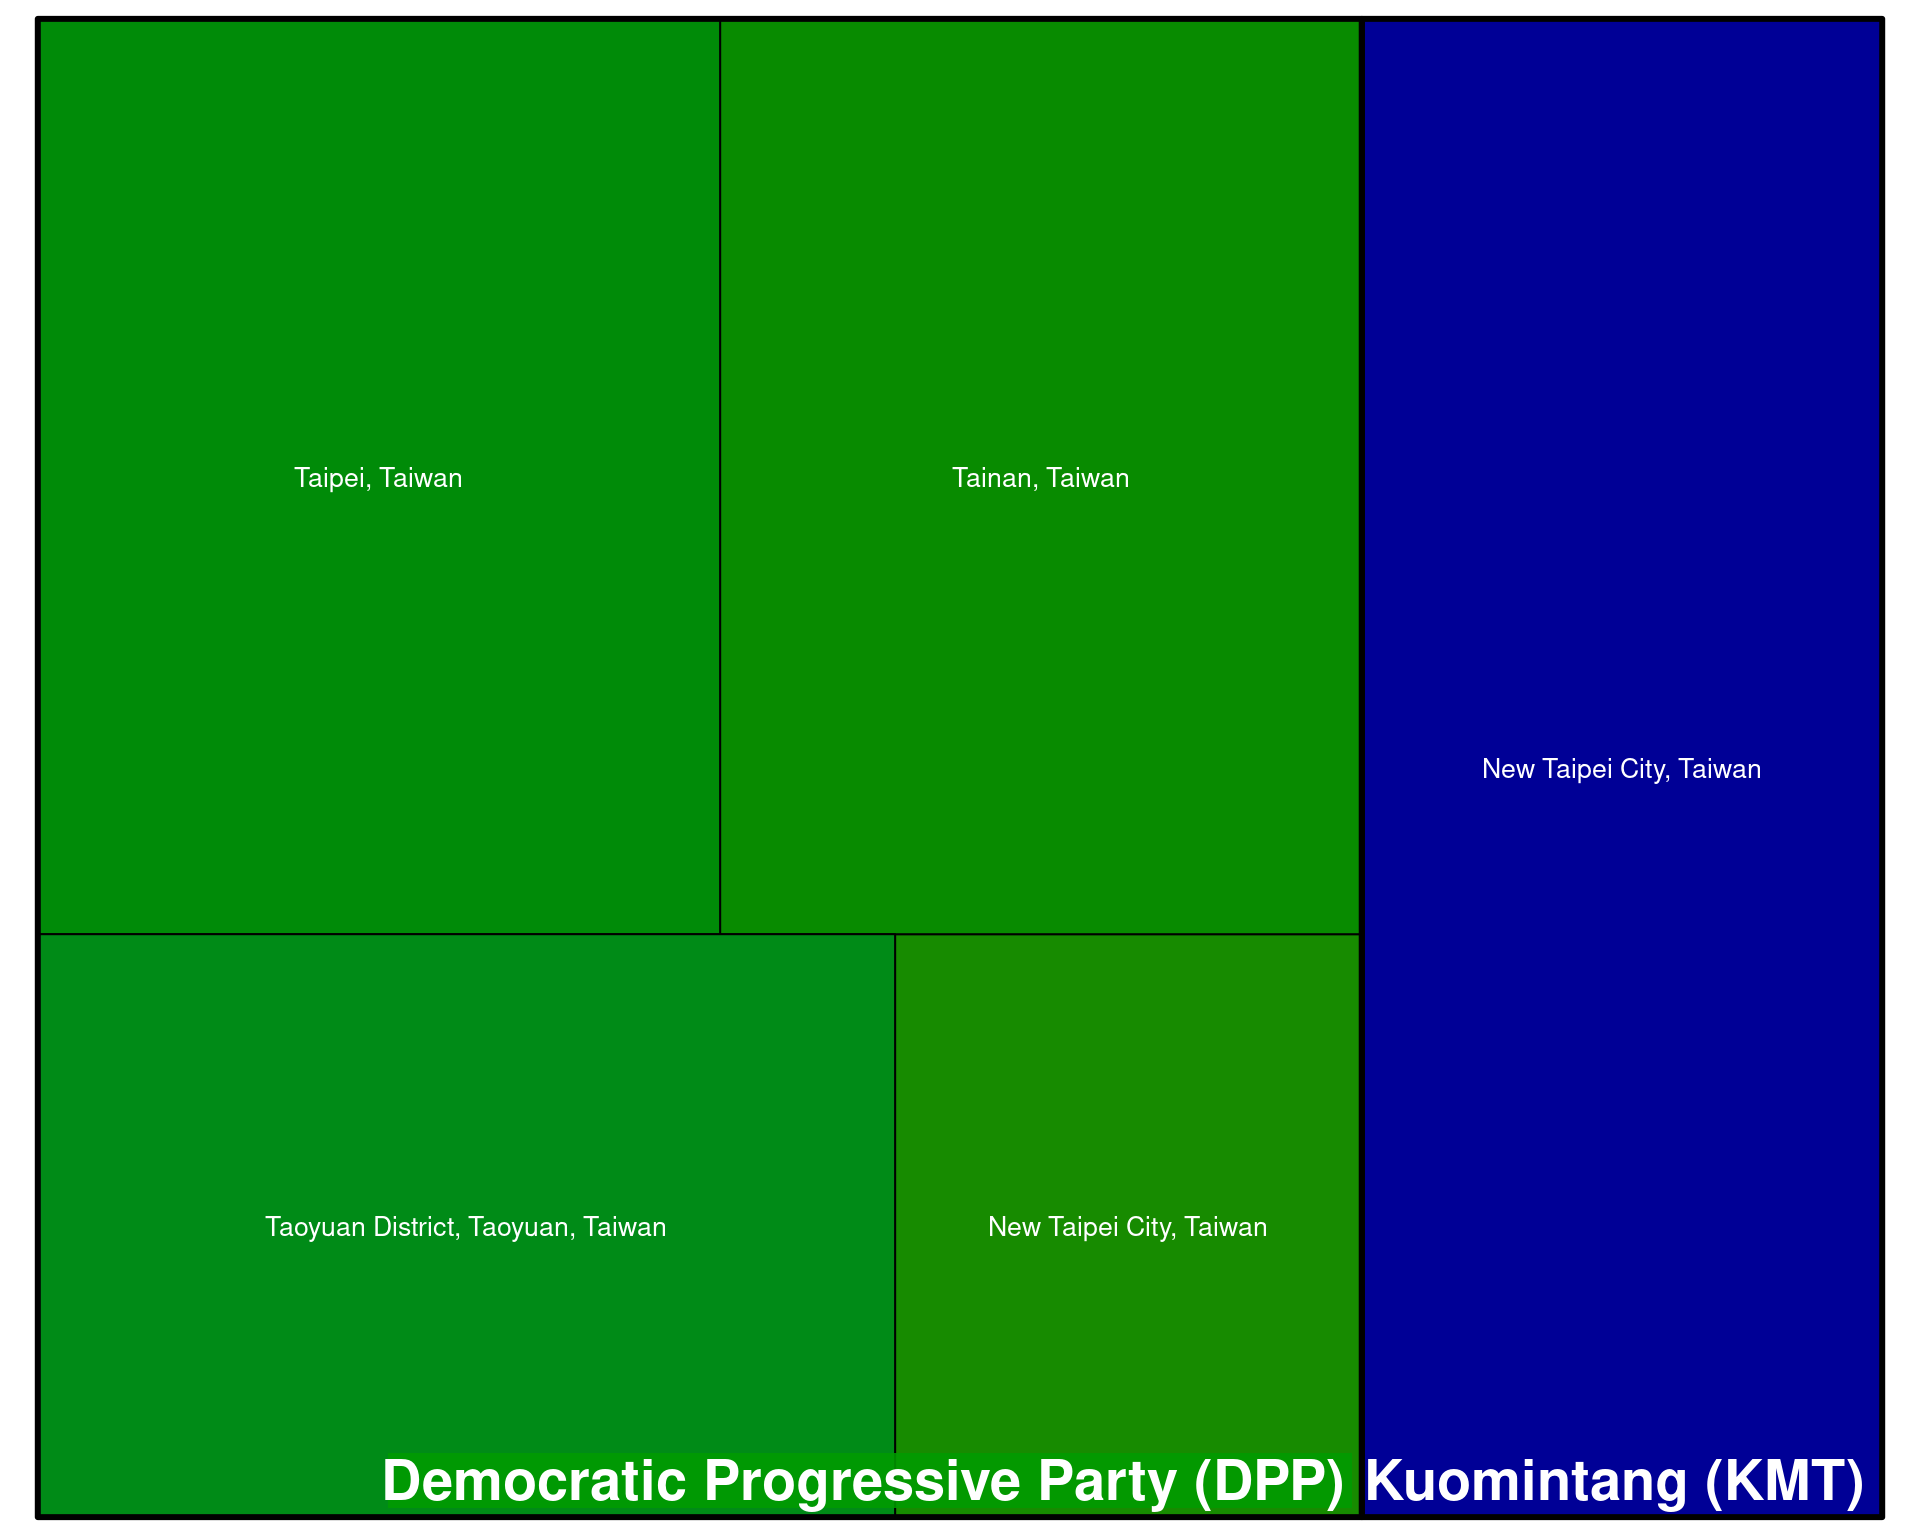 Taipei, Taiwan
Tainan, Taiwan
New Taipei City, Taiwan
Taoyuan District, Taoyuan, Taiwan
New Taipei City, Taiwan
Democratic Progressive Party (DPP)
Kuomintang (KMT)